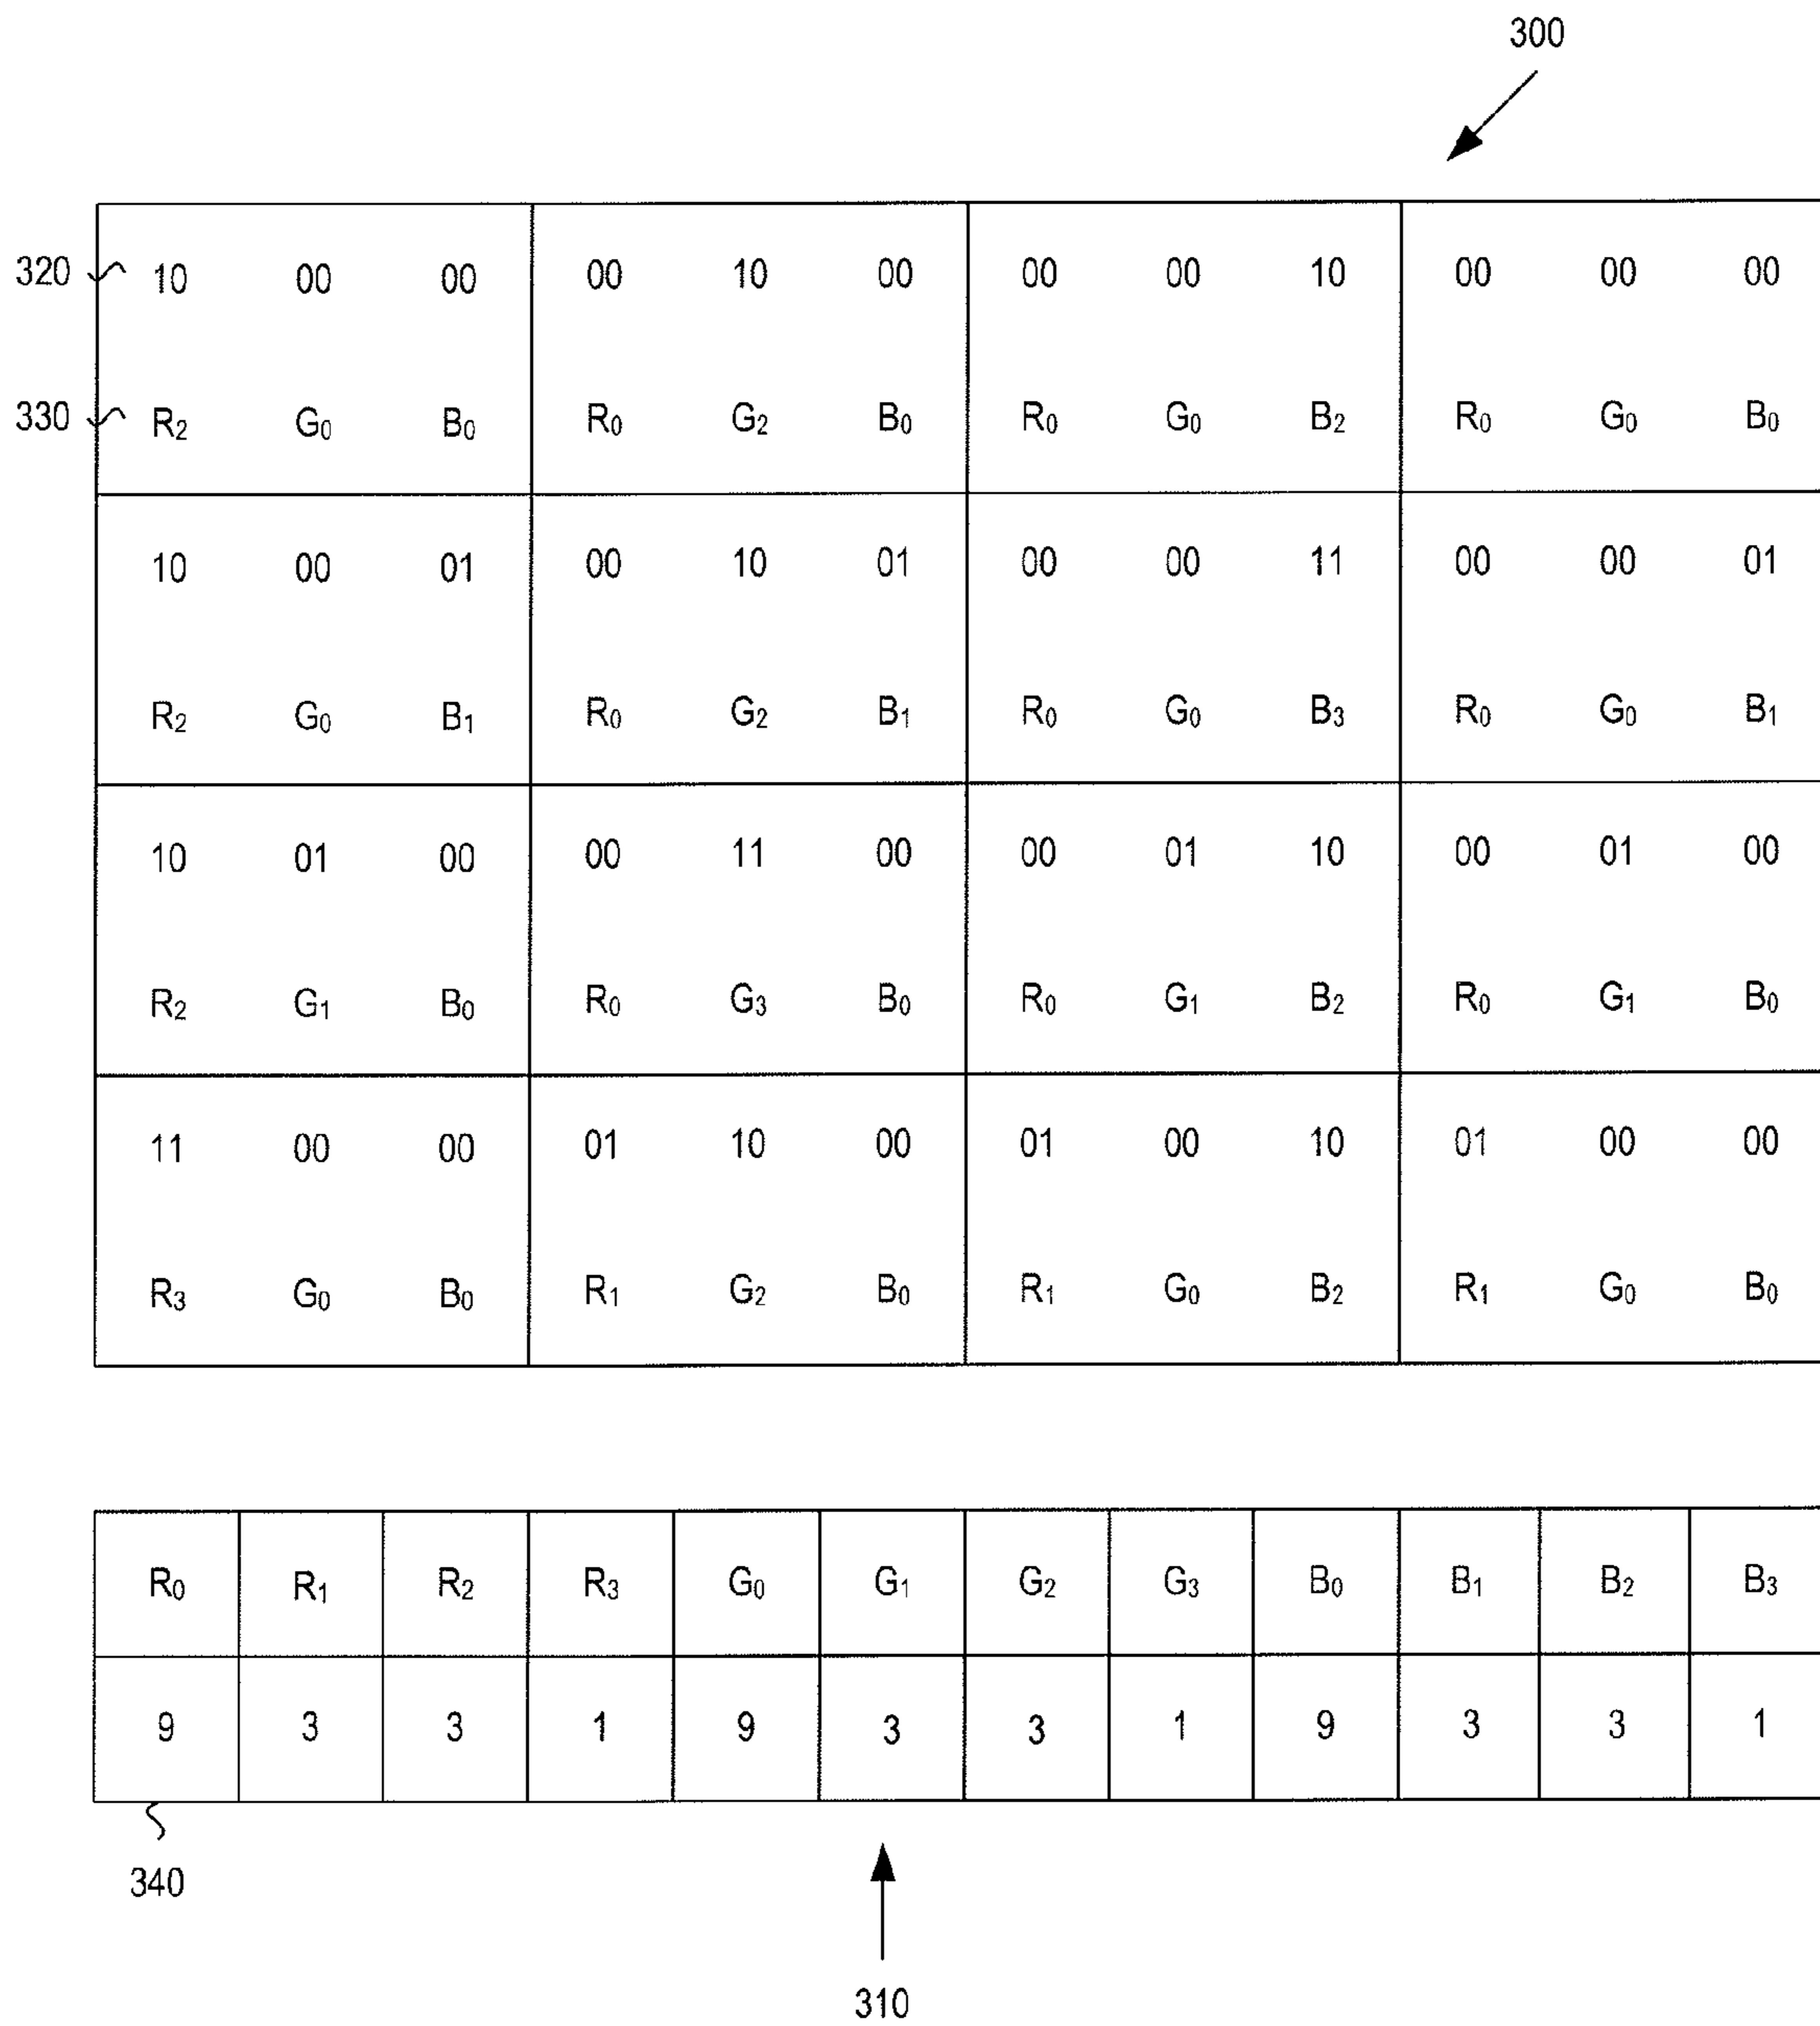 300
320 10 00 00 00 10 00 00 00 10 00 00 00
330 R₂ G₀ B₀ R₀ G₂ B₀ R₀ G₀ B₂ R₀ G₀ B₀
10 00 01 00 10 01 00 00 11 00 00 01
R₂ G₀ B₁ R₀ G₂ B₁ R₀ G₀ B₃ R₀ G₀ B₁
10 01 00 00 11 00 00 01 10 00 01 00
R₂ G₁ B₀ R₀ G₃ B₀ R₀ G₁ B₂ R₀ G₁ B₀
11 00 00 01 10 00 01 00 10 01 00 00
R₃ G₀ B₀ R₁ G₂ B₀ R₁ G₀ B₂ R₁ G₀ B₀
R₀ R₁ R₂ R₃ G₀ G₁ G₂ G₃ B₀ B₁ B₂ B₃
9 3 3 1 9 3 3 1 9 3 3 1
340
310